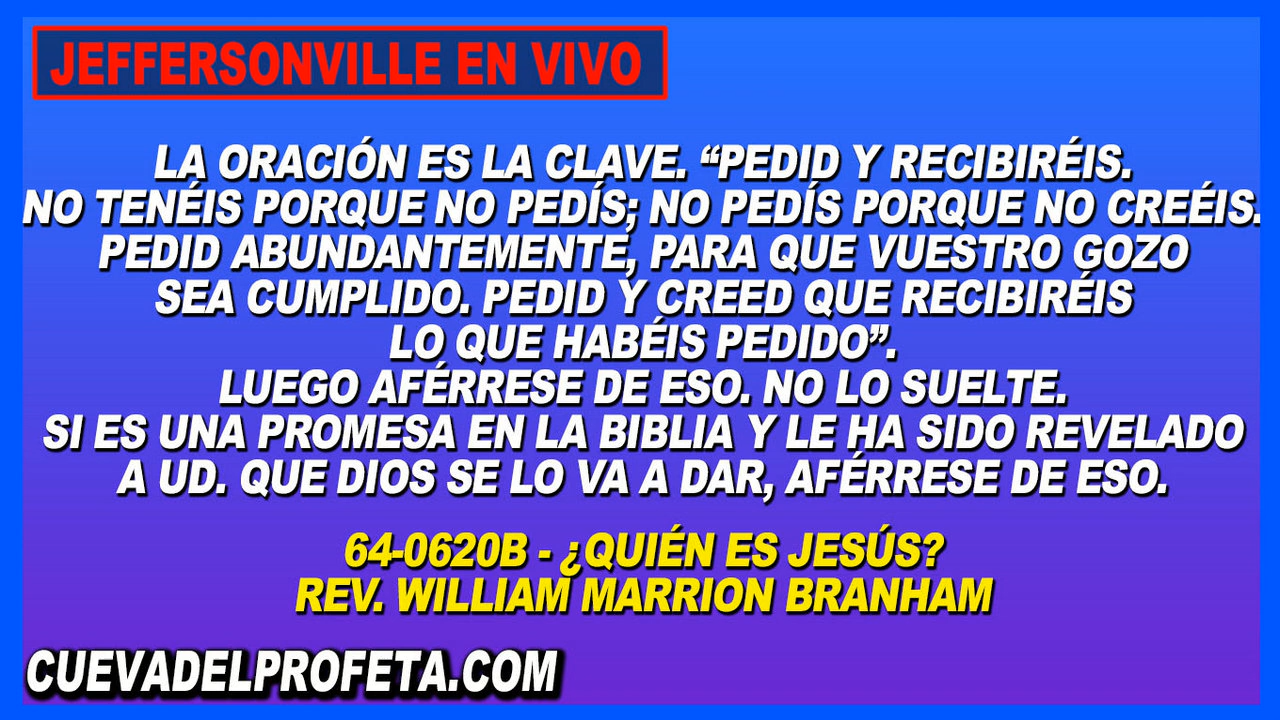 JEFFERSONVILLE EN VIVO
LA ORACIÓN ES LA CLAVE. “PEDID Y RECIBIRÉIS.
NO TENÉIS PORQUE NO PEDÍS; NO PEDÍS PORQUE NO CREÉIS.
PEDID ABUNDANTEMENTE, PARA QUE VUESTRO GOZO
SEA CUMPLIDO. PEDID Y CREED QUE RECIBIRÉIS
LO QUE HABÉIS PEDIDO”.
LUEGO AFÉRRESE DE ESO. NO LO SUELTE.
SI ES UNA PROMESA EN LA BIBLIA Y LE HA SIDO REVELADO
A UD. QUE DIOS SE LO VA A DAR, AFÉRRESE DE ESO.
64-0620B - ¿QUIÉN ES JESÚS?
REV. WILLIAM MARRION BRANHAM
CUEVADELPROFETA.COM